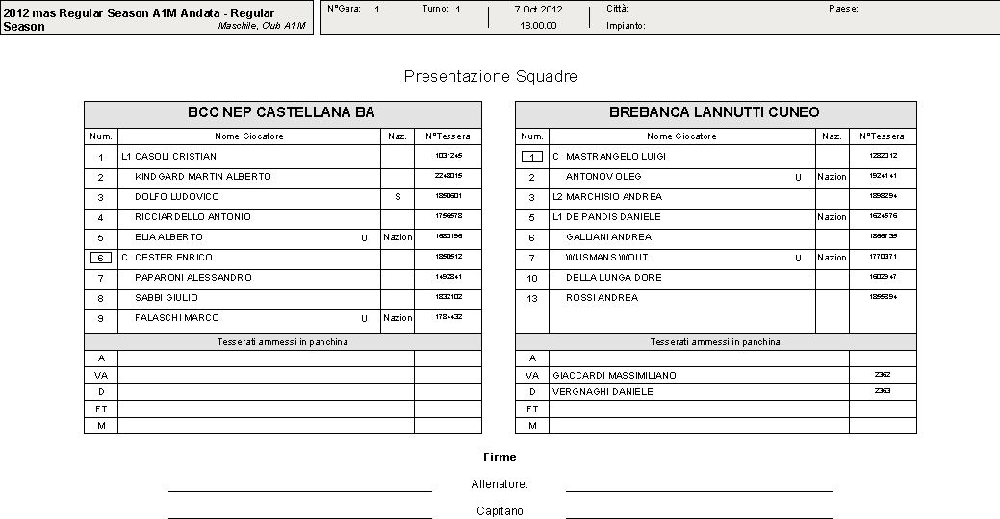 2012 mas Regular Season A1M Andata - Regular Season
Maschile, Club A1M
N°Gara: 1 Turno: 1 7 Oct 2012 Città: Paese:
18.00.00 Impianto:
Presentazione Squadre
BCC NEP CASTELLANA BA
Num. Nome Giocatore Naz. N°Tessera
1 L1 CASOLI CRISTIAN 1031245
2 KINDGARD MARTIN ALBERTO 2248015
3 DOLFO LUDOVICO S 1850601
4 RICCIARDELLO ANTONIO 1756578
5 ELIA ALBERTO U Nazion 1683196
6 C CESTER ENRICO 1850512
7 PAPARONI ALESSANDRO 1492841
8 SABBI GIULIO 1832102
9 FALASCHI MARCO U Nazion 1784432
Tesserati ammessi in panchina
A
VA
D
FT
M
BREBANCA LANNUTTI CUNEO
Num. Nome Giocatore Naz. N°Tessera
1 C MASTRANGELO LUIGI 1282012
2 ANTONOV OLEG U Nazion 1924141
3 L2 MARCHISIO ANDREA 1898294
5 L1 DE PANDIS DANIELE Nazion 1624576
6 GALLIANI ANDREA 1866735
7 WIJSMANS WOUT U Nazion 1770371
10 DELLA LUNGA DORE 1602947
13 ROSSI ANDREA 1855894
Tesserati ammessi in panchina
A
VA GIACCARDI MASSIMILIANO 2362
D VERGNAGHI DANIELE 2363
FT
M
Firme
Allenatore:
Capitano